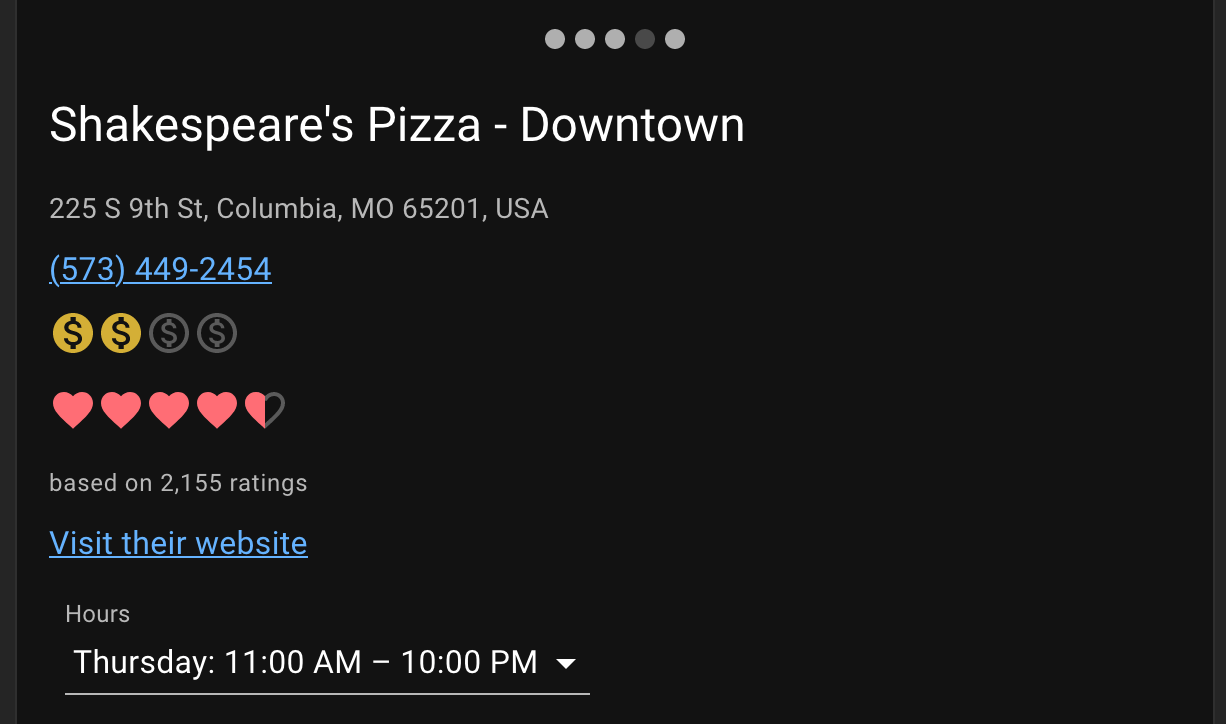 Shakespeare's Pizza - Downtown
225 S 9th St, Columbia, MO 65201, USA
(573) 449-2454
based on 2,155 ratings
Visit their website
Hours
Thursday: 11:00 AM – 10:00 PM